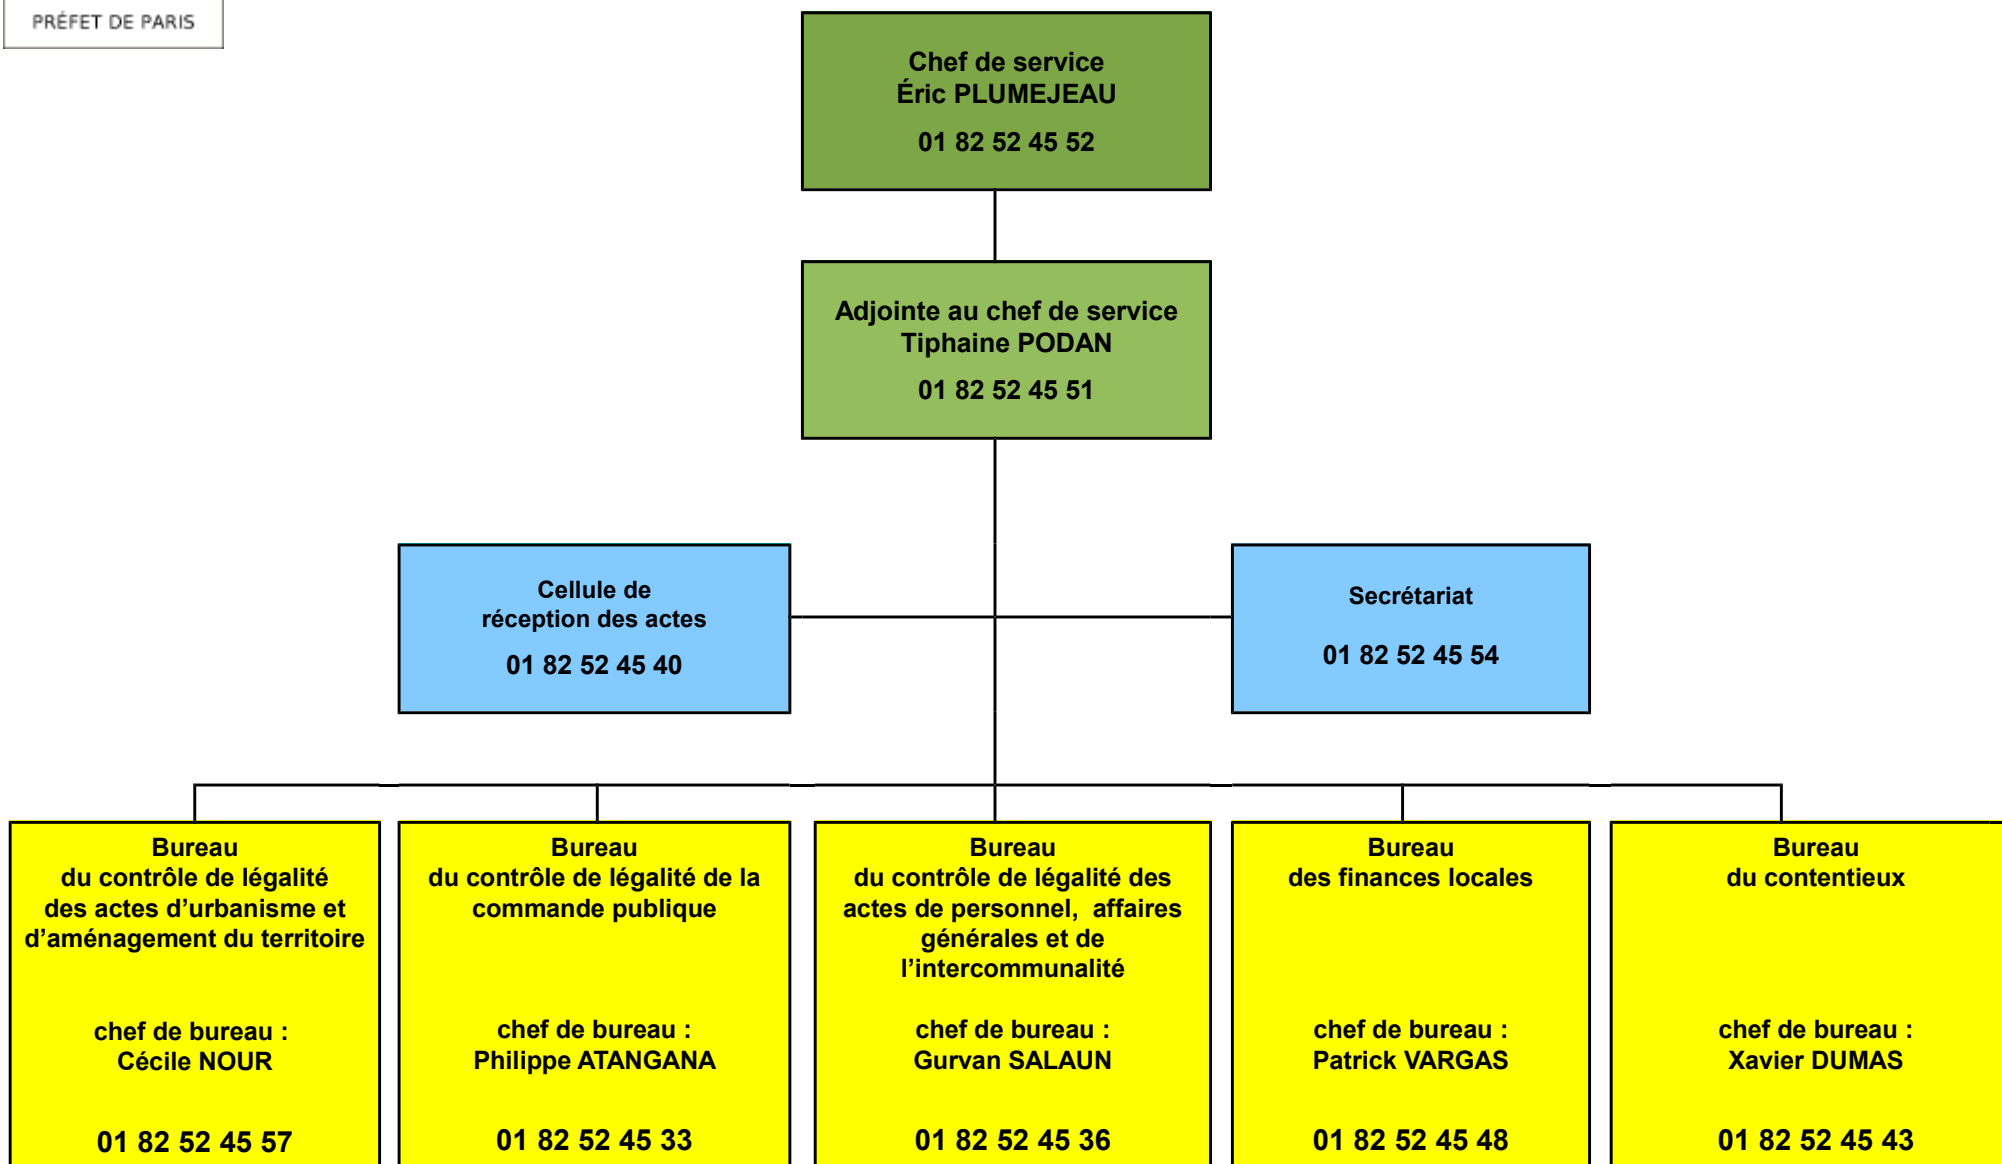 PRÉFET DE PARIS
Chef de service
Éric PLUMEJEAU
01 82 52 45 52
Adjointe au chef de service
Tiphaine PODAN
01 82 52 45 51
Cellule de
réception des actes
01 82 52 45 40
Secrétariat
01 82 52 45 54
Bureau
du contrôle de légalité
des actes d’urbanisme et
d’aménagement du territoire
chef de bureau :
Cécile NOUR
01 82 52 45 57
Bureau
du contrôle de légalité de la
commande publique
chef de bureau :
Philippe ATANGANA
01 82 52 45 33
Bureau
du contrôle de légalité des
actes de personnel, affaires
générales et de
l’intercommunalité
chef de bureau :
Gurvan SALAUN
01 82 52 45 36
Bureau
des finances locales
chef de bureau :
Patrick VARGAS
01 82 52 45 48
Bureau
du contentieux
chef de bureau :
Xavier DUMAS
01 82 52 45 43